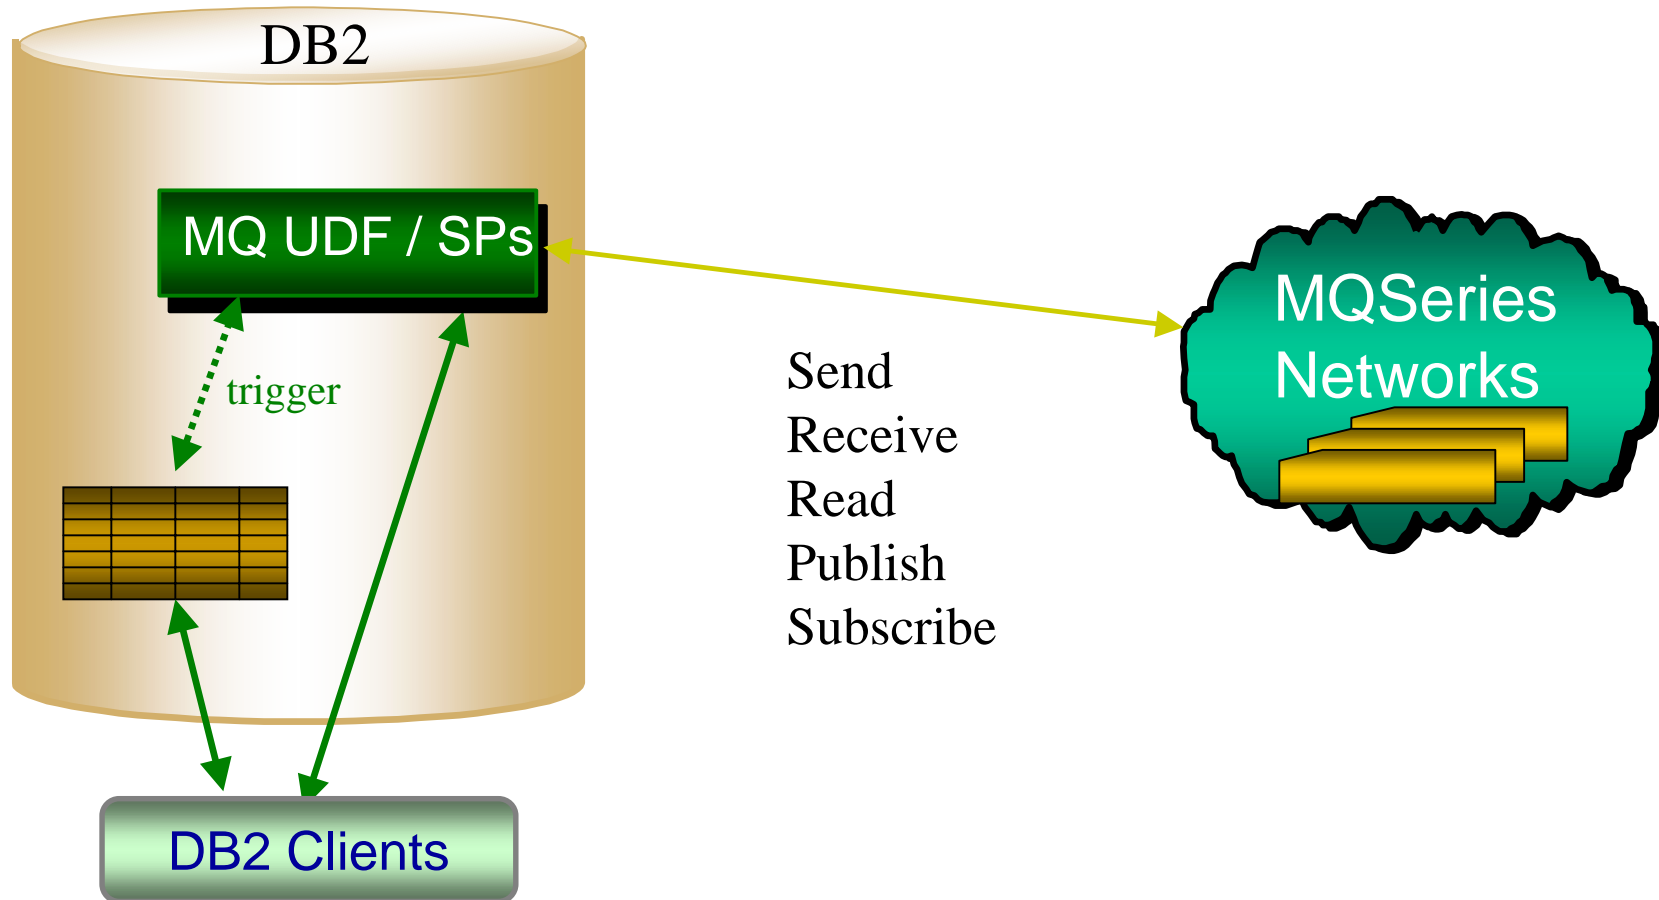 DB2
MQ UDF / SPs
trigger
DB2 Clients
Send
Receive
Read
Publish
Subscribe
MQSeries
Networks